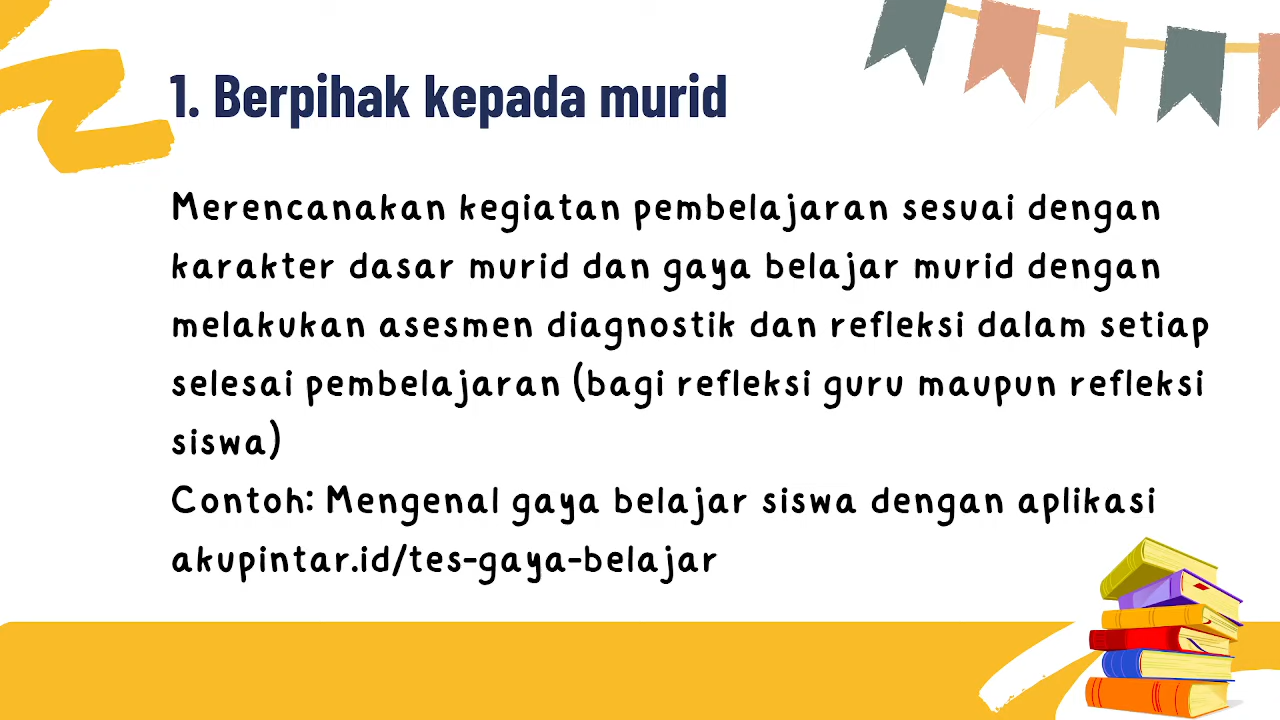 1. Berpihak kepada murid
Merencanakan kegiatan pembelajaran sesuai dengan
karakter dasar murid dan gaya belajar murid dengan
melakukan asesmen diagnostik dan refleksi dalam setiap
selesai pembelajaran (bagi refleksi guru maupun refleksi
siswa)
Contoh: Mengenal gaya belajar siswa dengan aplikasi
akupintar.id/tes-gaya-belajar